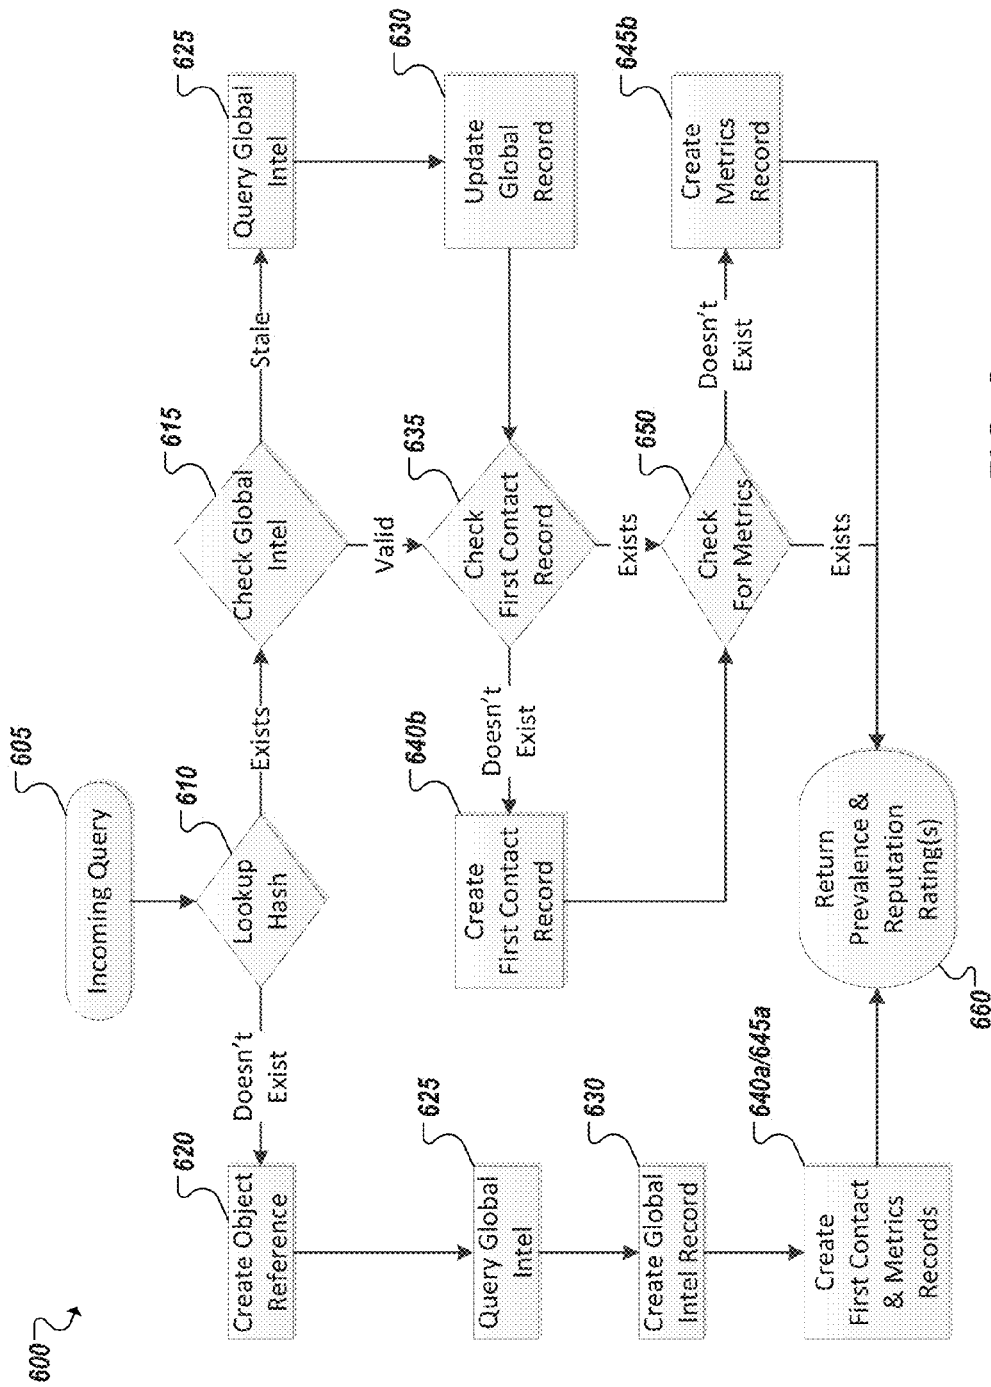 600
Incoming Query
605
Lookup
Hash
610
Doesn't
Exist
Exists
Create Object
Reference
620
Query Global
Intel
625
Create Global
Intel Record
630
Create
First Contact
& Metrics
Records
640a/645a
Check Global
Intel
615
Stale
Valid
Query Global
Intel
625
Update
Global
Record
630
Check
First Contact
Record
635
Doesn't
Exist
Exists
Create
First Contact
Record
640b
Check
For Metrics
650
Doesn't
Exist
Exists
Create
Metrics
Record
645b
Return
Prevalence &
Reputation
Rating(s)
660